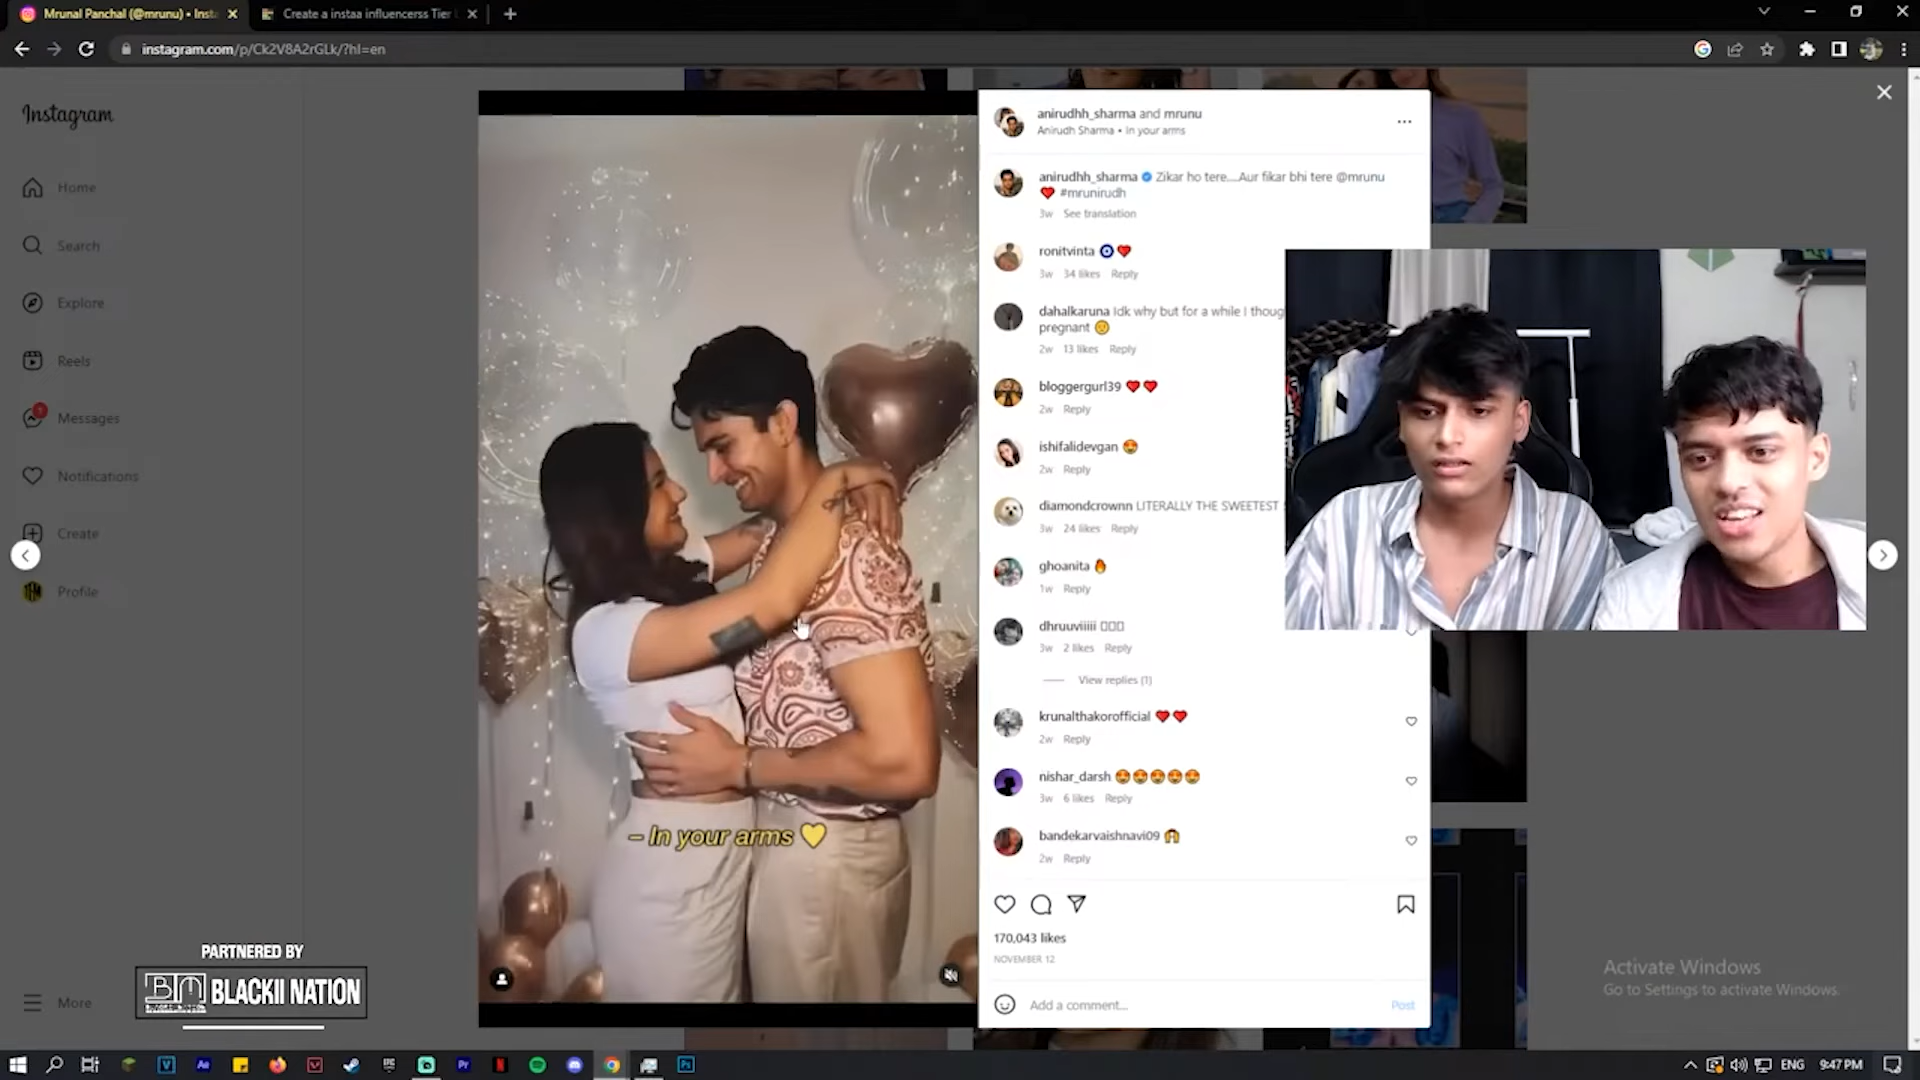 Mrunal Panchal (@mrunu) • Insta
Create a instaa influencerss Tier L
instagram.com/p/Ck2V8A2rGLk/?hl=en
Instagram
Home
Search
Explore
Reels
Messages
Notifications
Create
Profile
More
anirudhh_sharma and mrunu
Anirudh Sharma • In your arms
anirudhh_sharma Zikar ho tere....Aur fikar bhi tere @mrunu
❤️ #mrunirudh
3w See translation
ronitvinta 🧿❤️
3w 34 likes Reply
dahalkaruna Idk why but for a while I thoug
pregnant
2w 13 likes Reply
bloggergurl39 ❤️❤️
2w Reply
ishifalidevgan 😍
2w Reply
diamondcrownn LITERALLY THE SWEETEST
3w 24 likes Reply
ghoanita 🔥
1w Reply
dhruuviiiii
3w 2 likes Reply
View replies (1)
krunalthakorofficial ❤️❤️
2w Reply
nishar_darsh 😍😍😍😍😍
3w 6 likes Reply
bandekarvaishnavi09
2w Reply
170,043 likes
NOVEMBER 12
Add a comment...
Post
– In your arms 💛
PARTNERED BY
BLACKII NATION
Activate Windows
Go to Settings to activate Windows.
ENG
9:47 PM